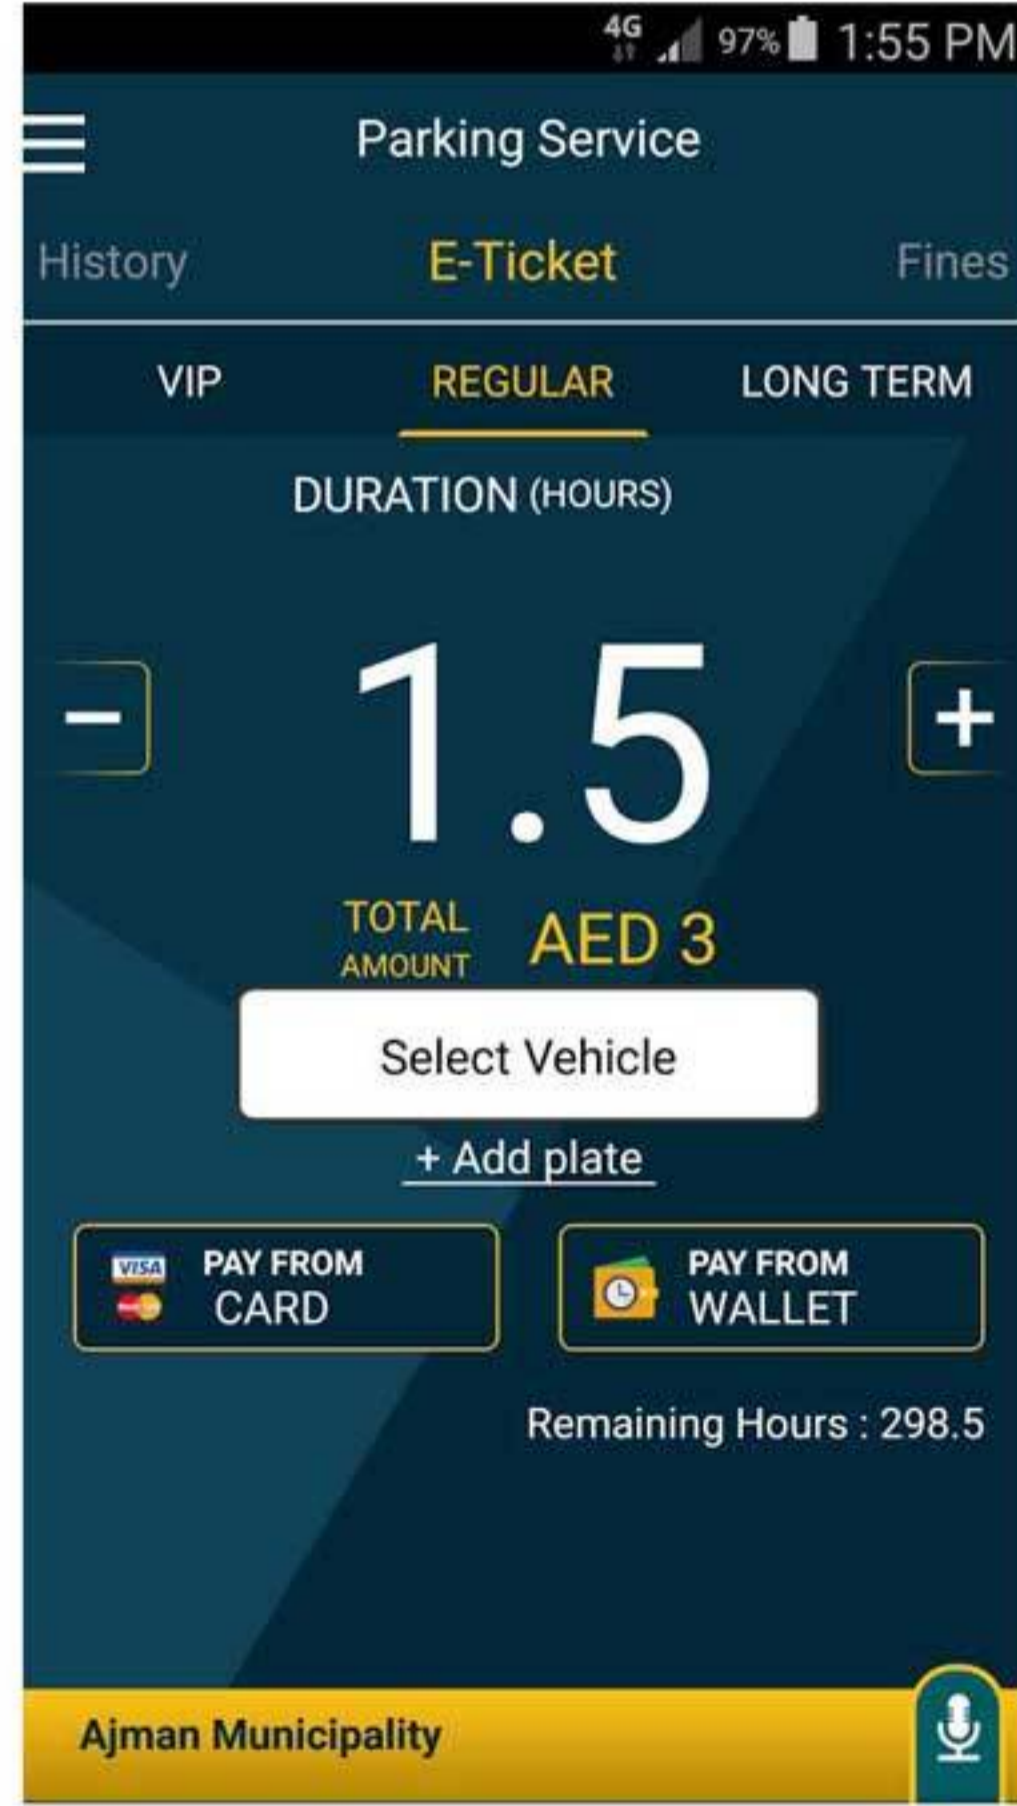 4G 97% 1:55 PM
Parking Service
History E-Ticket Fines
VIP REGULAR LONG TERM
DURATION (HOURS)
− 1.5 +
TOTAL AMOUNT AED 3
Select Vehicle
+ Add plate
VISA PAY FROM CARD
PAY FROM WALLET
Remaining Hours : 298.5
Ajman Municipality